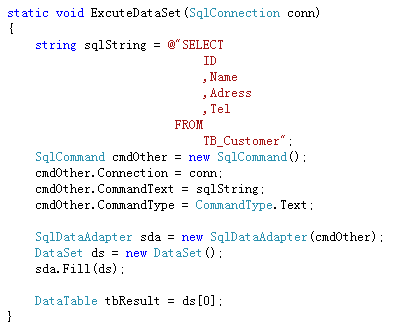 static void ExcuteDataSet(SqlConnection conn)
{
    string sqlString = @"SELECT
                            ID
                            ,Name
                            ,Adress
                            ,Tel
                        FROM
                            TB_Customer";
    SqlCommand cmdOther = new SqlCommand();
    cmdOther.Connection = conn;
    cmdOther.CommandText = sqlString;
    cmdOther.CommandType = CommandType.Text;

    SqlDataAdapter sda = new SqlDataAdapter(cmdOther);
    DataSet ds = new DataSet();
    sda.Fill(ds);

    DataTable tbResult = ds[0];
}